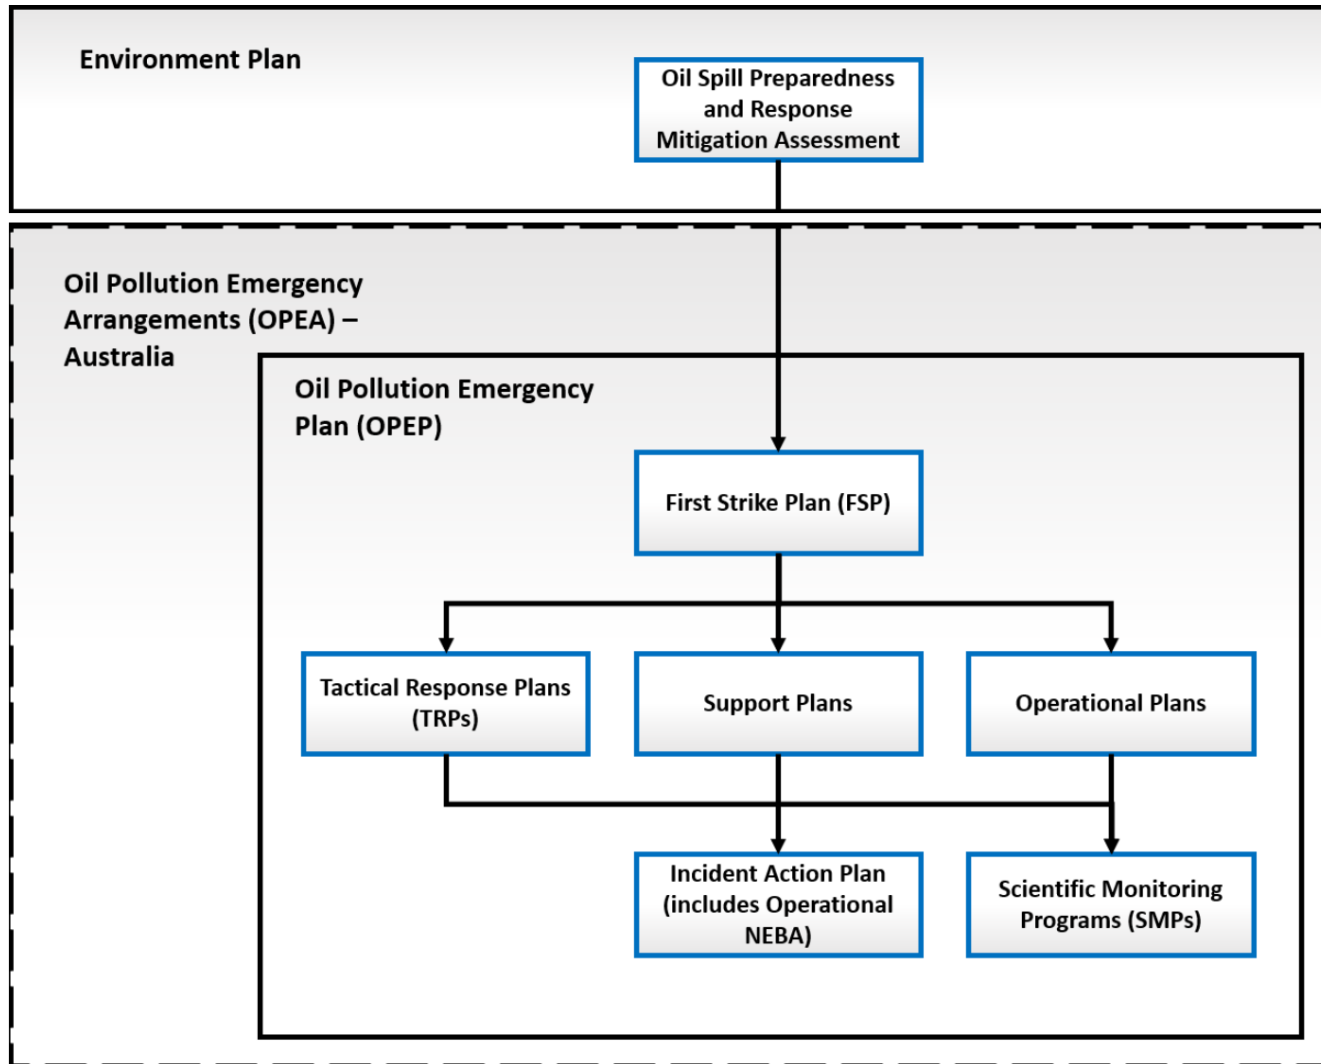 Environment Plan
Oil Spill Preparedness
and Response
Mitigation Assessment
Oil Pollution Emergency
Arrangements (OPEA) –
Australia
Oil Pollution Emergency
Plan (OPEP)
First Strike Plan (FSP)
Tactical Response Plans
(TRPs)
Support Plans
Operational Plans
Incident Action Plan
(includes Operational
NEBA)
Scientific Monitoring
Programs (SMPs)